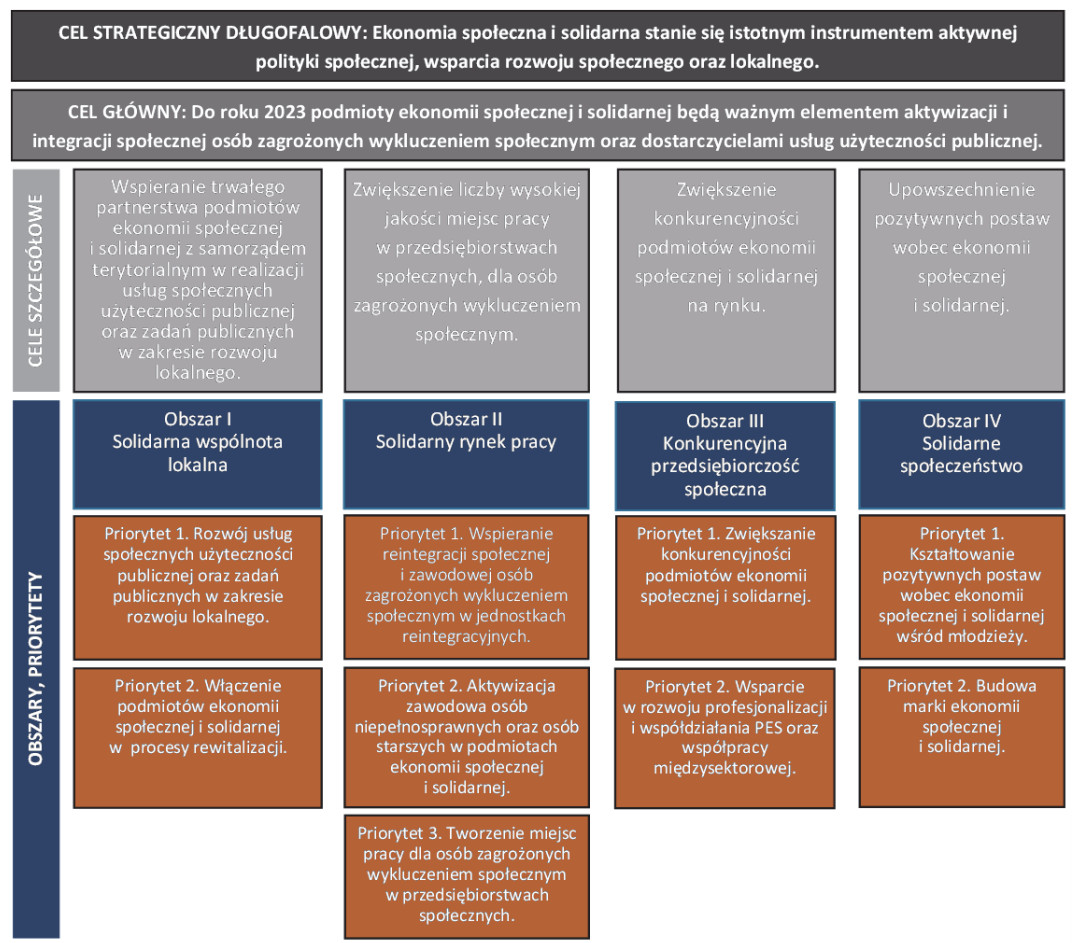 CEL STRATEGICZNY DŁUGOFALOWY: Ekonomia społeczna i solidarna stanie się istotnym instrumentem aktywnej
polityki społecznej, wsparcia rozwoju społecznego oraz lokalnego.
CEL GŁÓWNY: Do roku 2023 podmioty ekonomii społecznej i solidarnej będą ważnym elementem aktywizacji i
integracji społecznej osób zagrożonych wykluczeniem społecznym oraz dostarczycielami usług użyteczności publicznej.
CELE SZCZEGÓŁOWE
Wspieranie trwałego
partnerstwa podmiotów
ekonomii społecznej
i solidarnej z samorządem
terytorialnym w realizacji
usług społecznych
użyteczności publicznej
oraz zadań publicznych
w zakresie rozwoju
lokalnego.
Zwiększenie liczby wysokiej
jakości miejsc pracy
w przedsiębiorstwach
społecznych, dla osób
zagrożonych wykluczeniem
społecznym.
Zwiększenie
konkurencyjności
podmiotów ekonomii
społecznej i solidarnej
na rynku.
Upowszechnienie
pozytywnych postaw
wobec ekonomii
społecznej
i solidarnej.
OBSZARY, PRIORYTETY
Obszar I
Solidarna wspólnota
lokalna
Obszar II
Solidarny rynek pracy
Obszar III
Konkurencyjna
przedsiębiorczość
społeczna
Obszar IV
Solidarne
społeczeństwo
Priorytet 1. Rozwój usług
społecznych użyteczności
publicznej oraz zadań
publicznych w zakresie
rozwoju lokalnego.
Priorytet 1. Wspieranie
reintegracji społecznej
i zawodowej osób
zagrożonych wykluczeniem
społecznym w jednostkach
reintegracyjnych.
Priorytet 1. Zwiększanie
konkurencyjności
podmiotów ekonomii
społecznej i solidarnej.
Priorytet 1.
Kształtowanie
pozytywnych postaw
wobec ekonomii
społecznej i solidarnej
wśród młodzieży.
Priorytet 2. Włączenie
podmiotów ekonomii
społecznej i solidarnej
w procesy rewitalizacji.
Priorytet 2. Aktywizacja
zawodowa osób
niepełnosprawnych oraz osób
starszych w podmiotach
ekonomii społecznej
i solidarnej.
Priorytet 2. Wsparcie
w rozwoju profesjonalizacji
i współdziałania PES oraz
współpracy
międzysektorowej.
Priorytet 2. Budowa
marki ekonomii
społecznej
i solidarnej.
Priorytet 3. Tworzenie miejsc
pracy dla osób zagrożonych
wykluczeniem społecznym
w przedsiębiorstwach
społecznych.